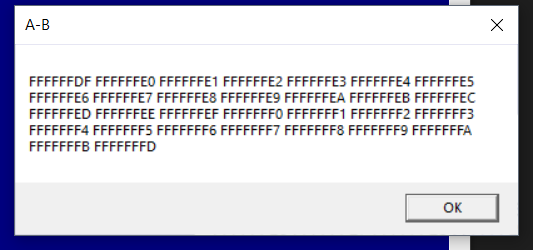 A-B
FFFFFFDF FFFFFFE0 FFFFFFE1 FFFFFFE2 FFFFFFE3 FFFFFFE4 FFFFFFE5
FFFFFFE6 FFFFFFE7 FFFFFFE8 FFFFFFE9 FFFFFFEA FFFFFFEB FFFFFFEC
FFFFFFED FFFFFFEE FFFFFFEF FFFFFFF0 FFFFFFF1 FFFFFFF2 FFFFFFF3
FFFFFFF4 FFFFFFF5 FFFFFFF6 FFFFFFF7 FFFFFFF8 FFFFFFF9 FFFFFFFA
FFFFFFFB FFFFFFFD
OK